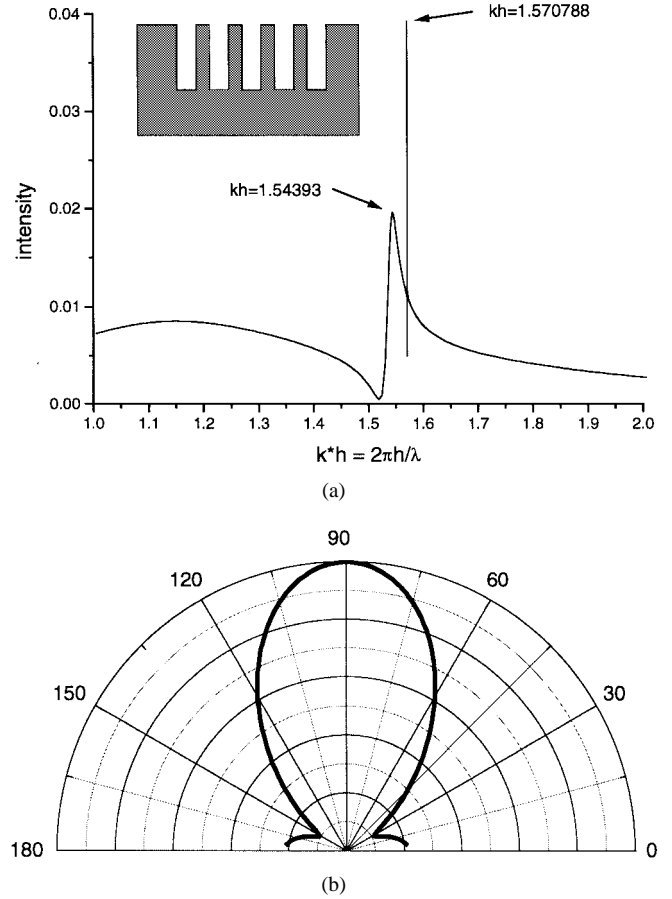 kh=1.570788
0.04
0.03
kh=1.54393
0.02
intensity
0.01
0.00
1.0 1.1 1.2 1.3 1.4 1.5 1.6 1.7 1.8 1.9 2.0
k*h = 2πh/λ
(a)
90
120 60
150 30
180 0
(b)